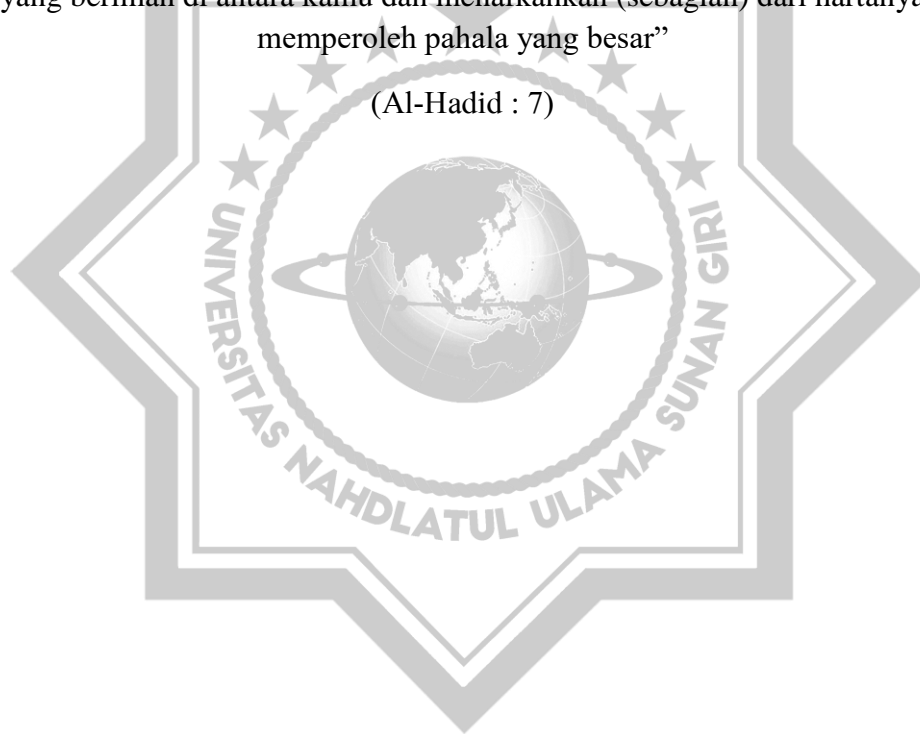 yang beriman di antara kamu dan menafkahkan (sebagian) dari hartanya
memperoleh pahala yang besar”
(Al-Hadid : 7)
UNIVERSITAS NAHDLATUL ULAMA SUNAN GIRI